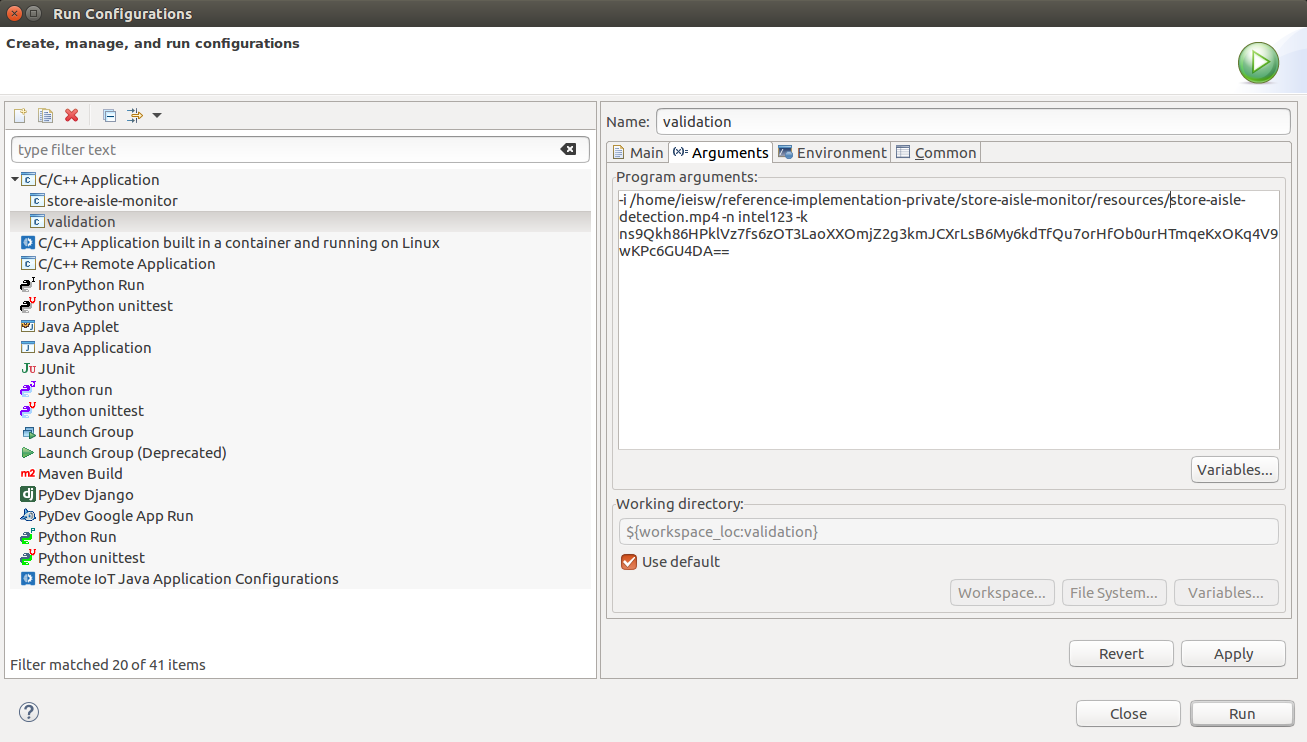 Run Configurations
Create, manage, and run configurations
type filter text
C/C++ Application
store-aisle-monitor
validation
C/C++ Application built in a container and running on Linux
C/C++ Remote Application
IronPython Run
IronPython unittest
Java Applet
Java Application
JUnit
Jython run
Jython unittest
Launch Group
Launch Group (Deprecated)
Maven Build
PyDev Django
PyDev Google App Run
Python Run
Python unittest
Remote IoT Java Application Configurations
Filter matched 20 of 41 items
Name: validation
Main (x)= Arguments Environment Common
Program arguments:
-i /home/ieisw/reference-implementation-private/store-aisle-monitor/resources/store-aisle-
detection.mp4 -n intel123 -k
ns9Qkh86HPklVz7fs6zOT3LaoXXOmjZ2g3kmJCXrLsB6My6kdTfQu7orHfOb0urHTmqeKxOKq4V9
wKPc6GU4DA==
Variables...
Working directory:
${workspace_loc:validation}
Use default
Workspace... File System... Variables...
Revert Apply
Close Run